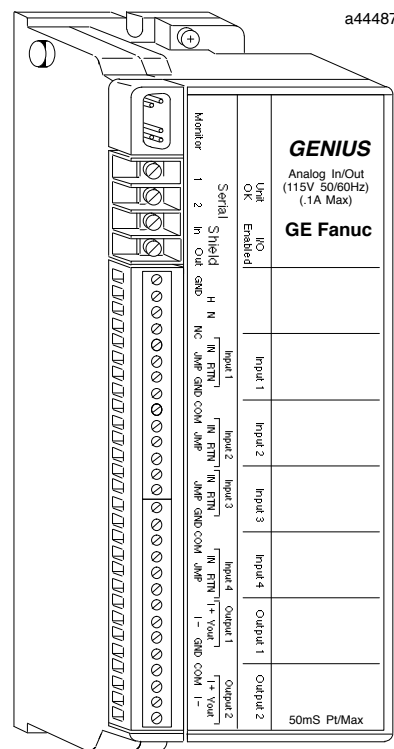 a44487
GENIUS
Analog In/Out
(115V 50/60Hz)
(.1A Max)
GE Fanuc
Unit
OK
I/O
Enabled
Monitor
1
2
Serial
In
Out
Shield
GND
H
N
NC
IN
RTN
Input 1
JMP
GND
COM
IN
RTN
Input 2
JMP
IN
RTN
Input 3
JMP
GND
COM
IN
RTN
Input 4
JMP
I+
Yout
Output 1
I−
GND
COM
I+
Yout
Output 2
I−
Input 1
Input 2
Input 3
Input 4
Output 1
Output 2
50mS Pt/Max